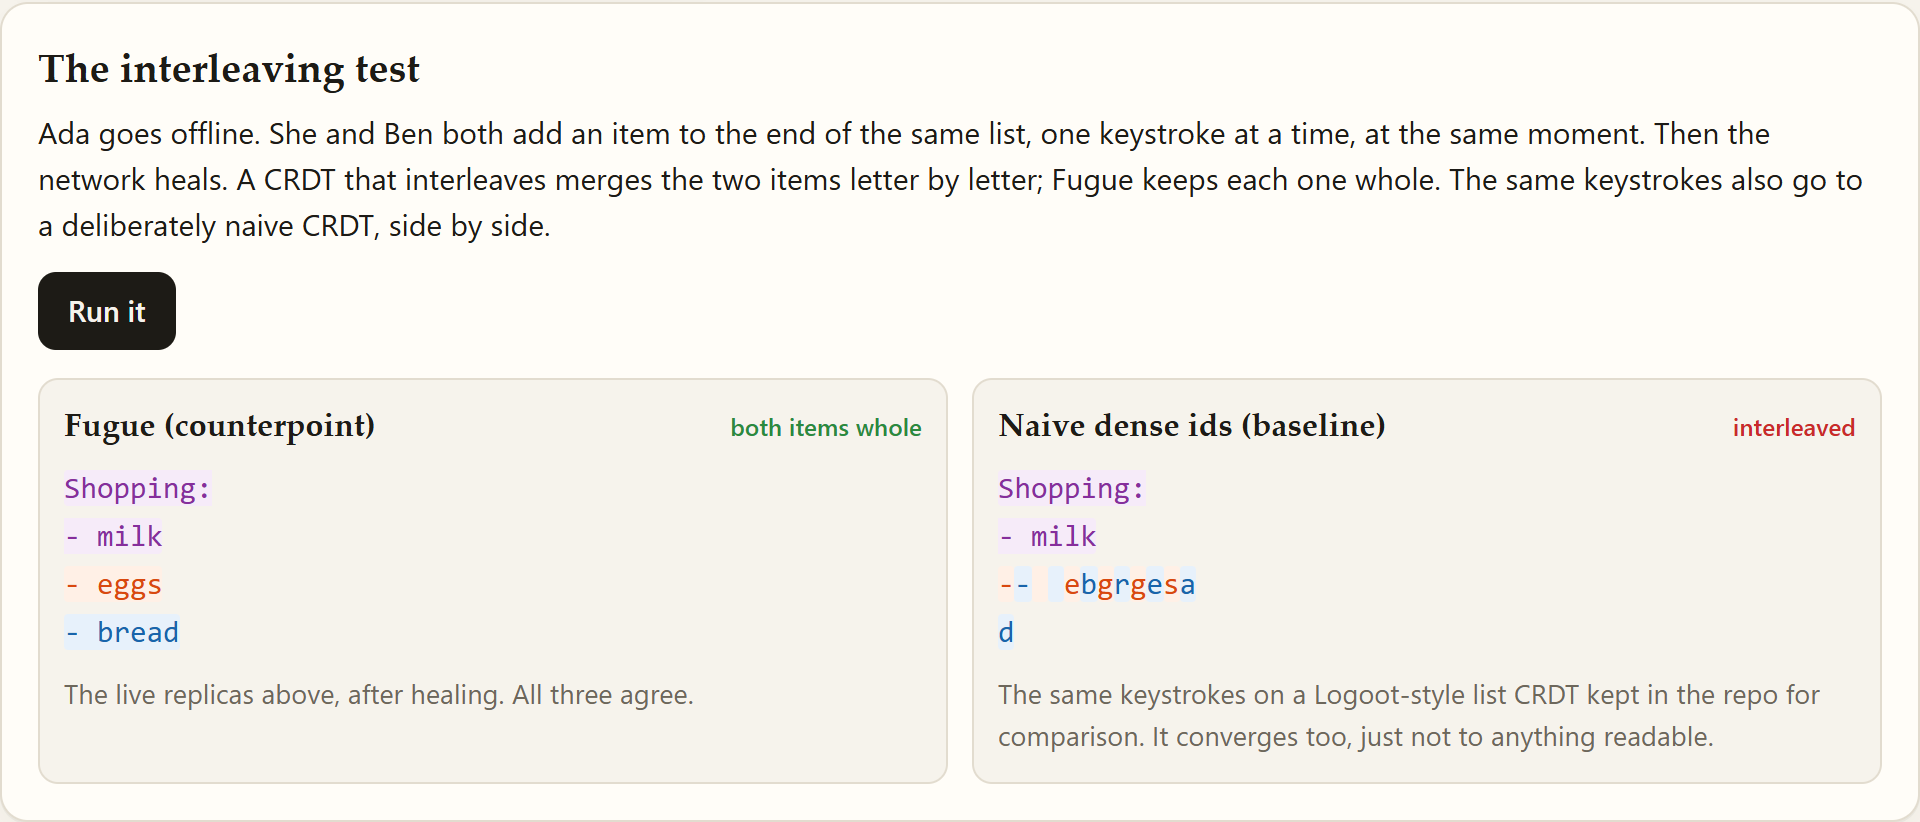 The interleaving test
Ada goes offline. She and Ben both add an item to the end of the same list, one keystroke at a time, at the same moment. Then the
network heals. A CRDT that interleaves merges the two items letter by letter; Fugue keeps each one whole. The same keystrokes also go to
a deliberately naive CRDT, side by side.
Run it
Fugue (counterpoint)
both items whole
Shopping:
- milk
- eggs
- bread
The live replicas above, after healing. All three agree.
Naive dense ids (baseline)
interleaved
Shopping:
- milk
--  ebgrgesa
d
The same keystrokes on a Logoot-style list CRDT kept in the repo for
comparison. It converges too, just not to anything readable.